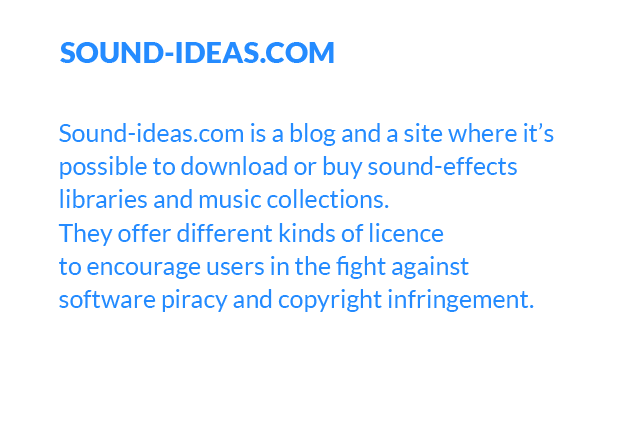 SOUND-IDEAS.COM
Sound-ideas.com is a blog and a site where it’s
possible to download or buy sound-effects
libraries and music collections.
They offer different kinds of licence
to encourage users in the fight against
software piracy and copyright infringement.